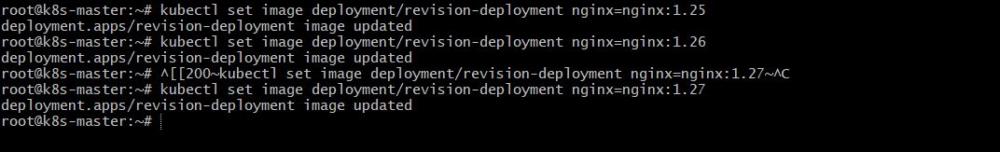 root@k8s-master:~# kubectl set image deployment/revision-deployment nginx=nginx:1.25
deployment.apps/revision-deployment image updated
root@k8s-master:~# kubectl set image deployment/revision-deployment nginx=nginx:1.26
deployment.apps/revision-deployment image updated
root@k8s-master:~# ^[[200~kubectl set image deployment/revision-deployment nginx=nginx:1.27~^C
root@k8s-master:~# kubectl set image deployment/revision-deployment nginx=nginx:1.27
deployment.apps/revision-deployment image updated
root@k8s-master:~#